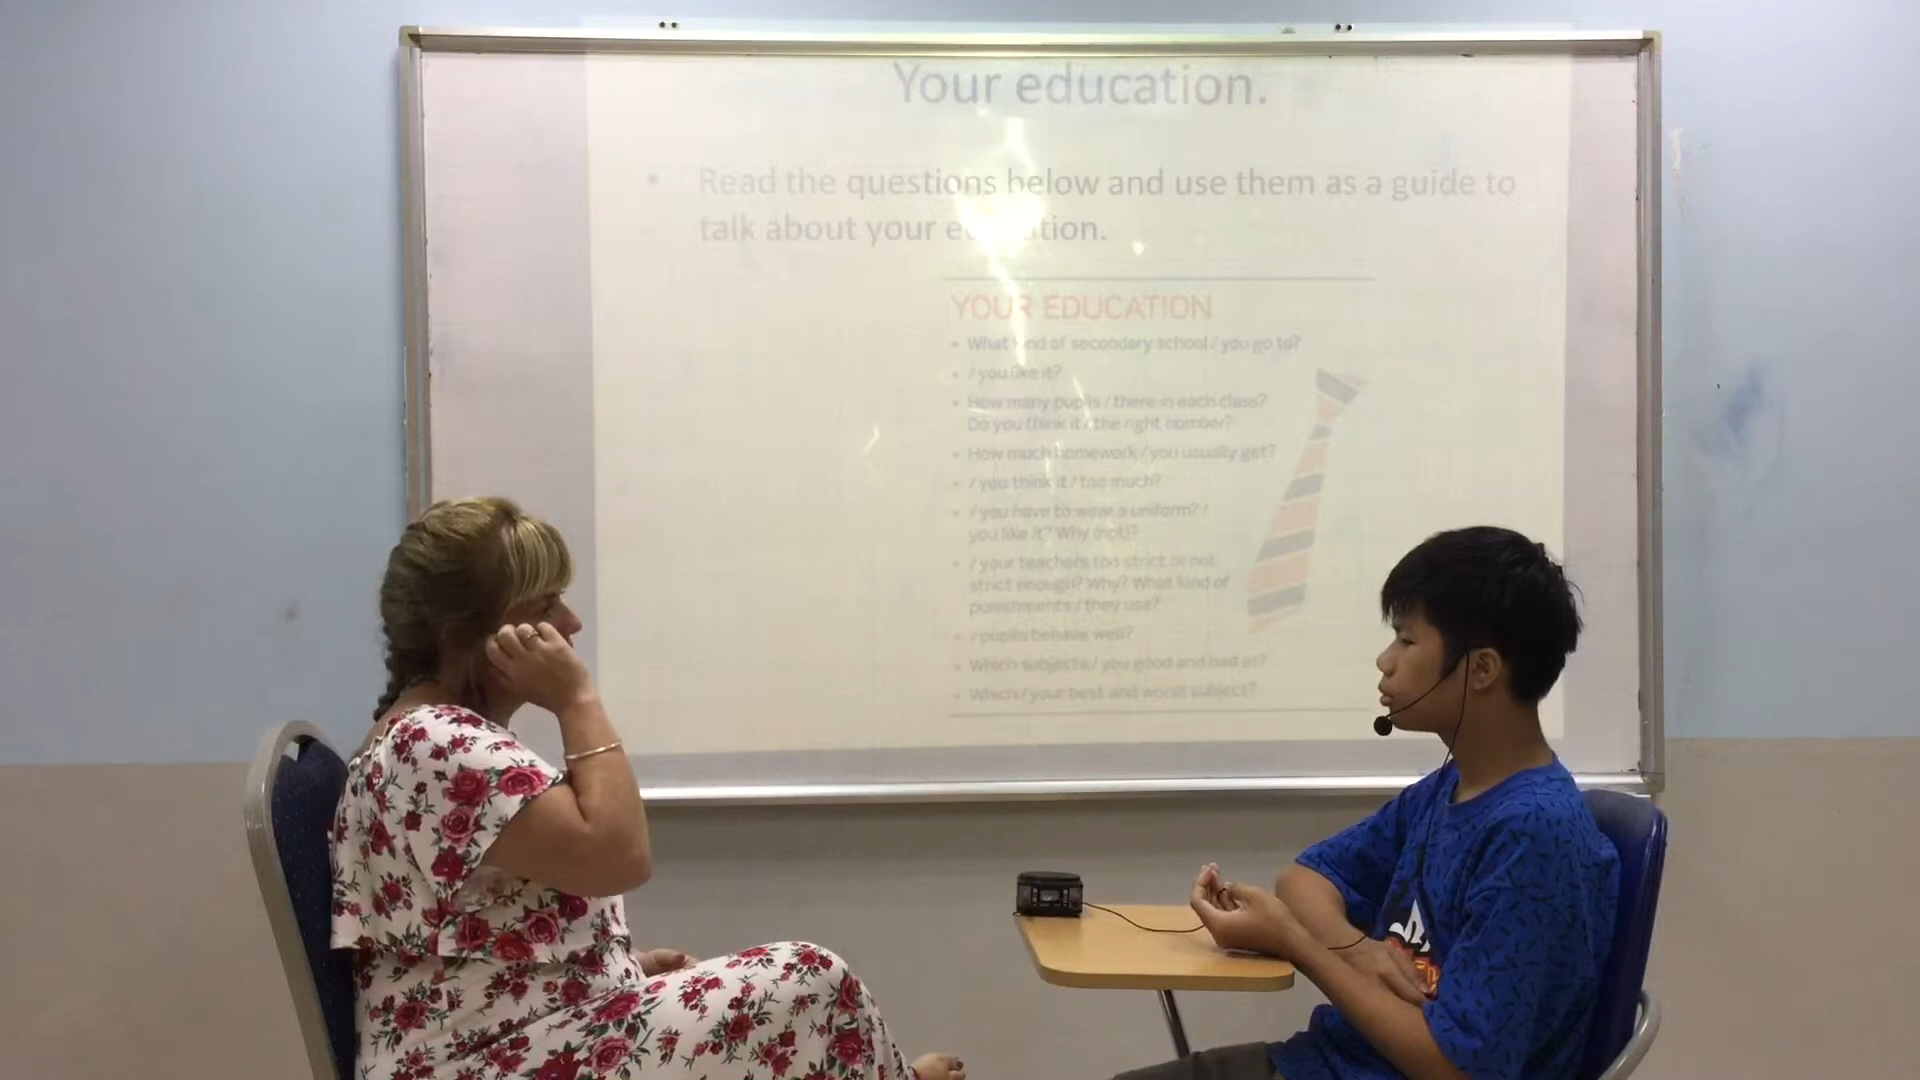 Your education.
• Read the questions below and use them as a guide to
talk about your education.
YOUR EDUCATION
• What kind of secondary school / you go to?
• / you like it?
• How many pupils / there in each class?
Do you think it / the right number?
• How much homework / you usually get?
• / you think it / too much?
• / you have to wear a uniform? /
you like it? Why (not)?
• / your teachers too strict or not
strict enough? Why? What kind of
punishments / they use?
• / pupils behave well?
• Which subjects / you good and bad at?
• Which / your best and worst subject?